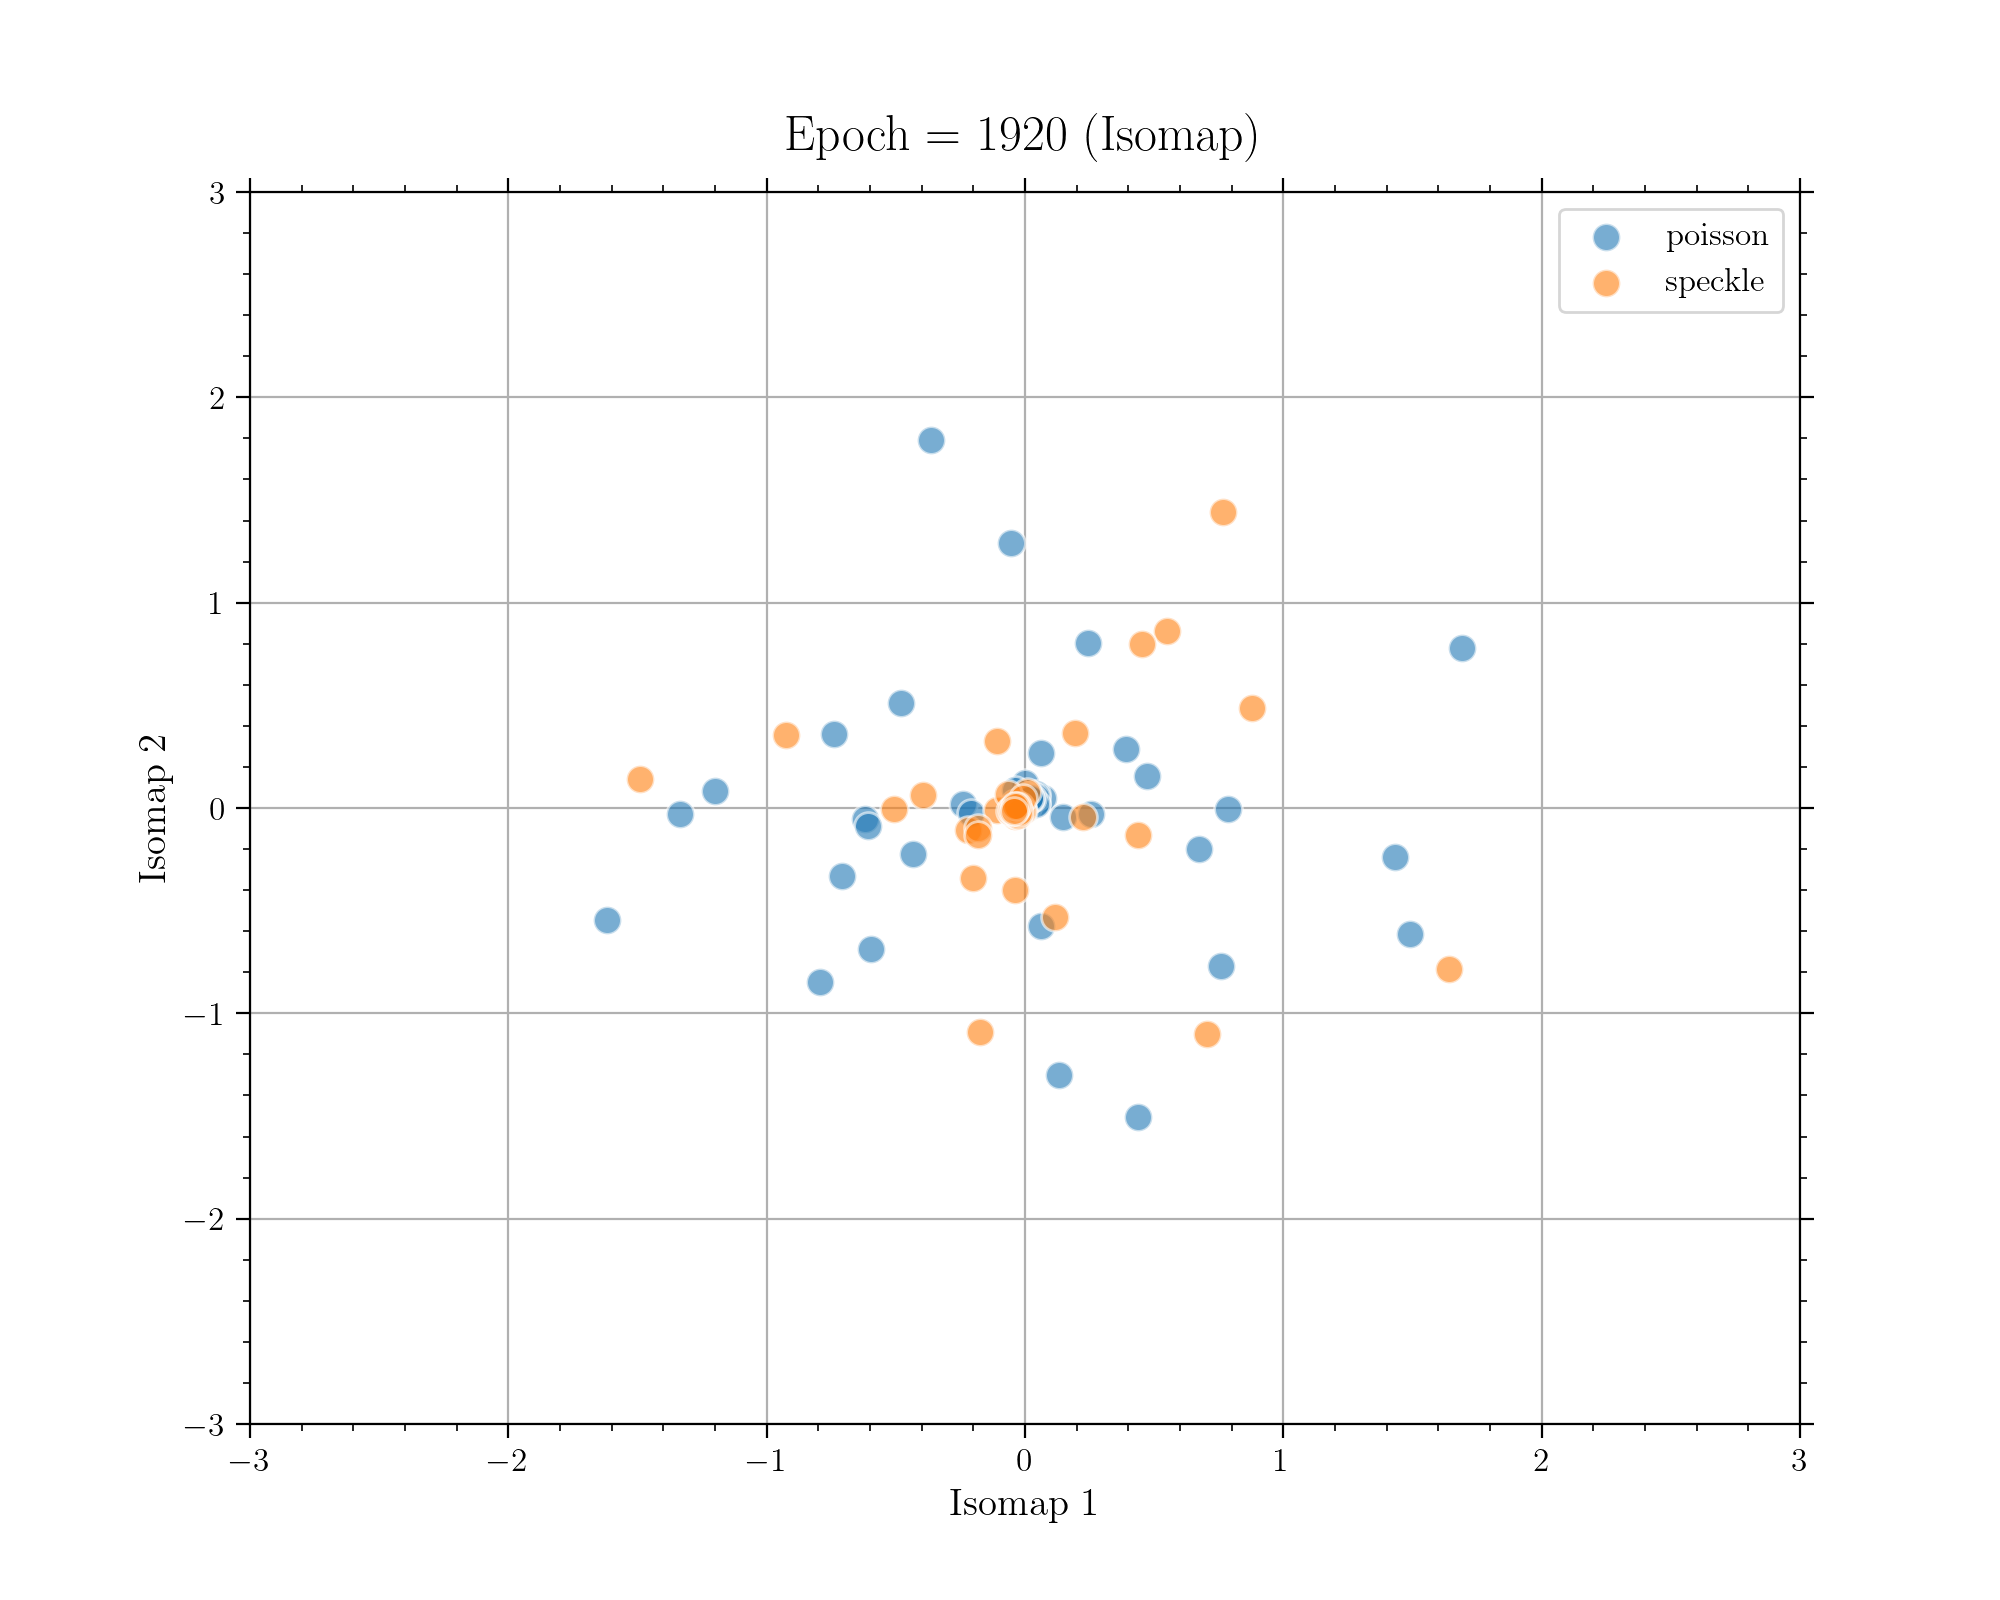 Epoch = 1920 (Isomap)
poisson
speckle
3
2
1
0
−1
−2
−3
Isomap 2
−3
−2
−1
0
1
2
3
Isomap 1